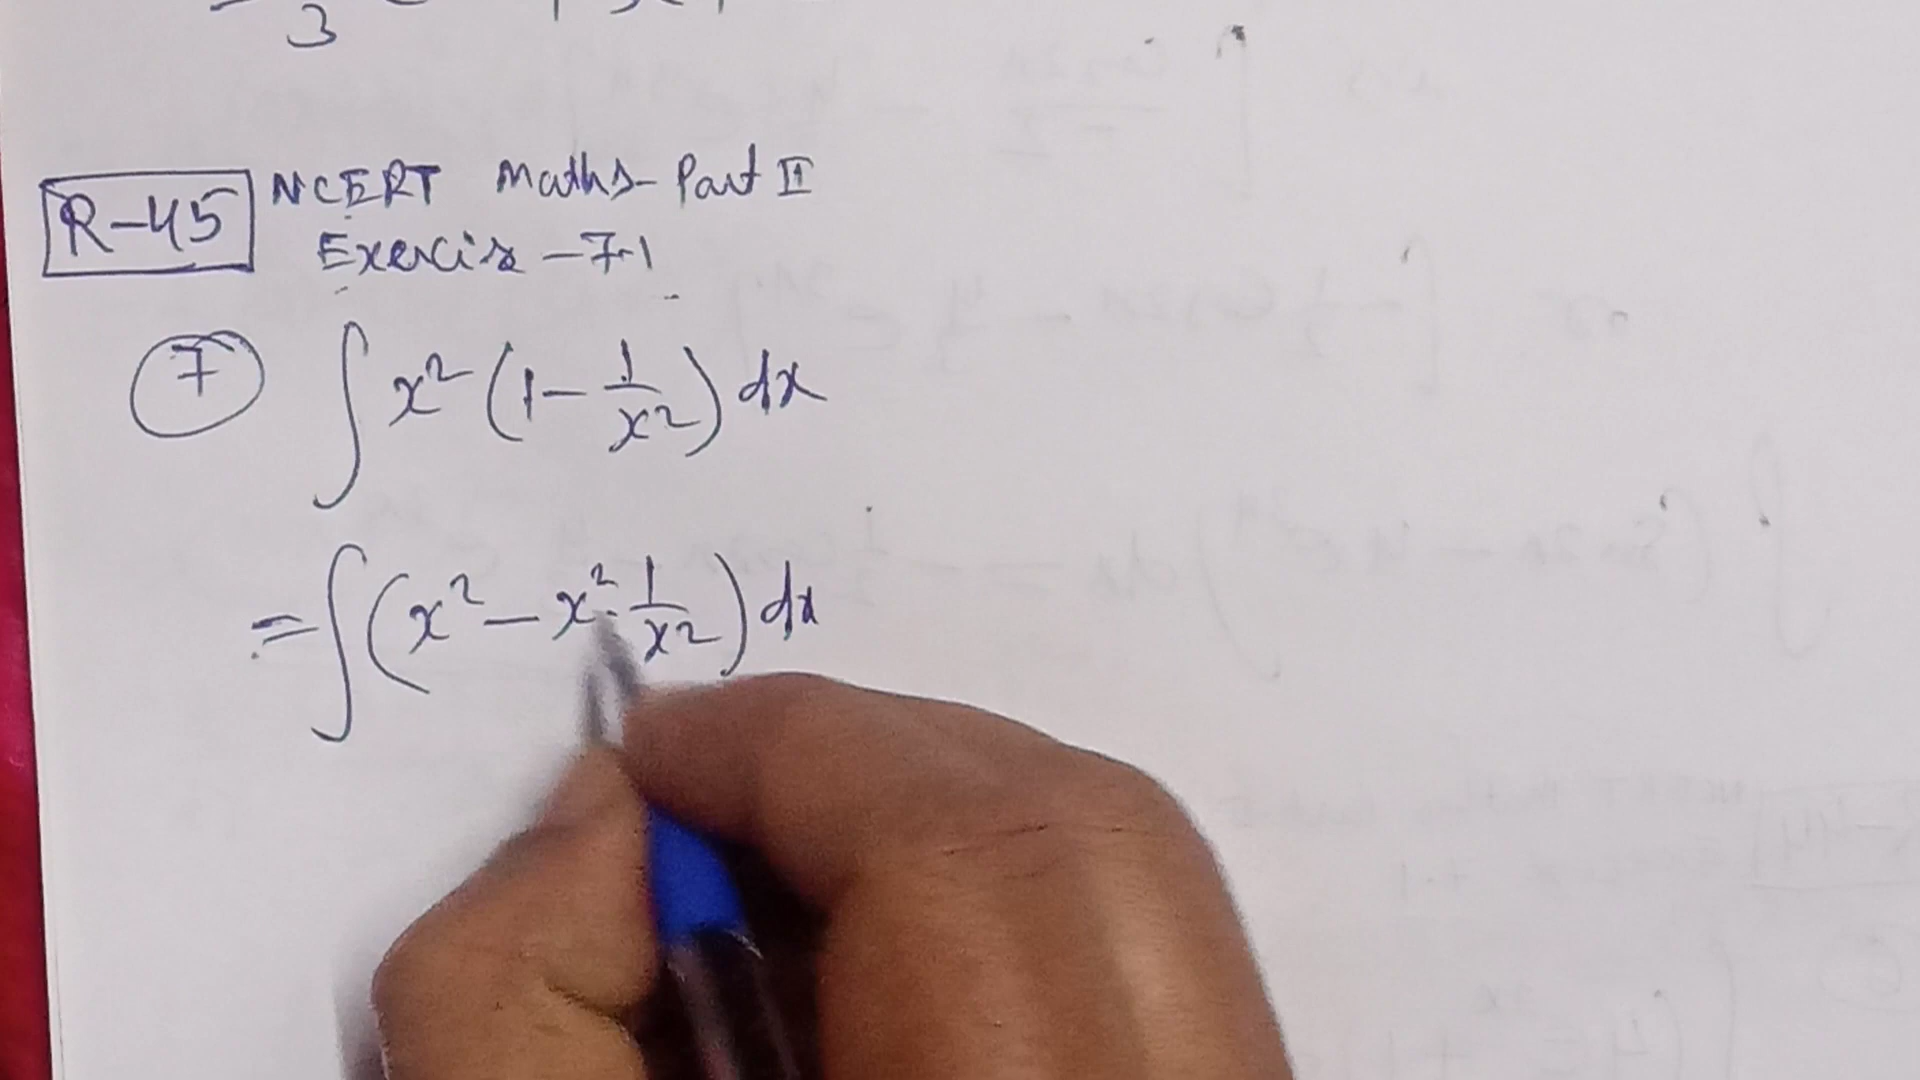 3
R-45 NCERT Maths- Part II
Exercise -7.1
7 ∫ x² (1 - 1/x²) dx
= ∫ (x² - x² · 1/x²) dx